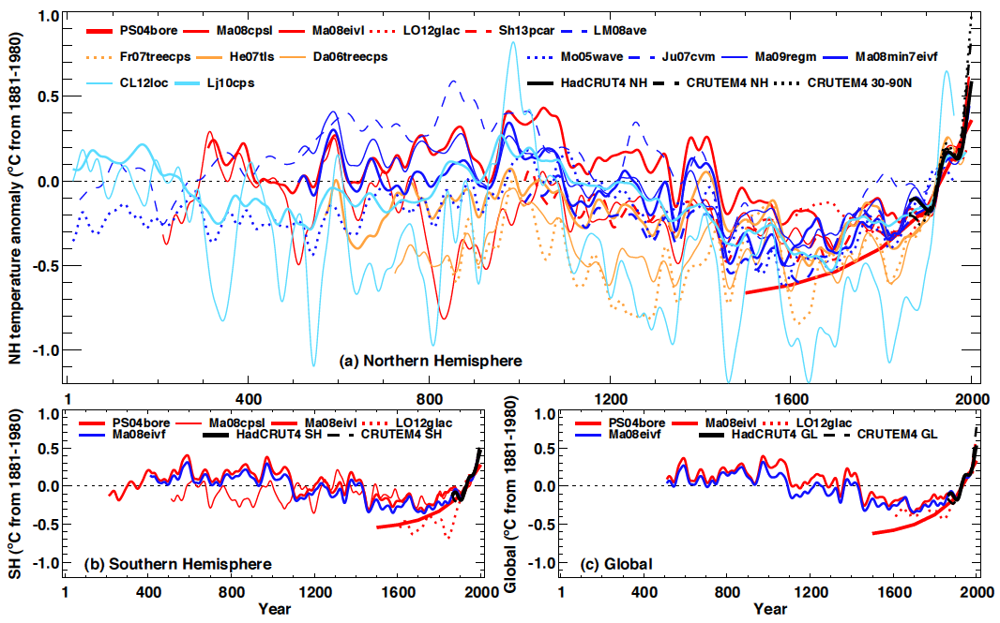 1.0
PS04bore Ma08cpsl Ma08eivl LO12glac Sh13pcar LM08ave
Fr07treecps He07tls Da06treecps Mo05wave Ju07cvm Ma09regm Ma08min7eivf
CL12loc Lj10cps HadCRUT4 NH CRUTEM4 NH CRUTEM4 30-90N
0.5
0.0
-0.5
-1.0
NH temperature anomaly (°C from 1881-1980)
(a) Northern Hemisphere
1 400 800 1200 1600 2000
1.0
PS04bore Ma08cpsl Ma08eivl LO12glac
Ma08eivf HadCRUT4 SH CRUTEM4 SH
0.5
0.0
-0.5
-1.0
SH (°C from 1881-1980)
(b) Southern Hemisphere
1 400 800 1200 1600 2000
Year
1.0
PS04bore Ma08eivl LO12glac
Ma08eivf HadCRUT4 GL CRUTEM4 GL
0.5
0.0
-0.5
-1.0
Global (°C from 1881-1980)
(c) Global
1 400 800 1200 1600 2000
Year